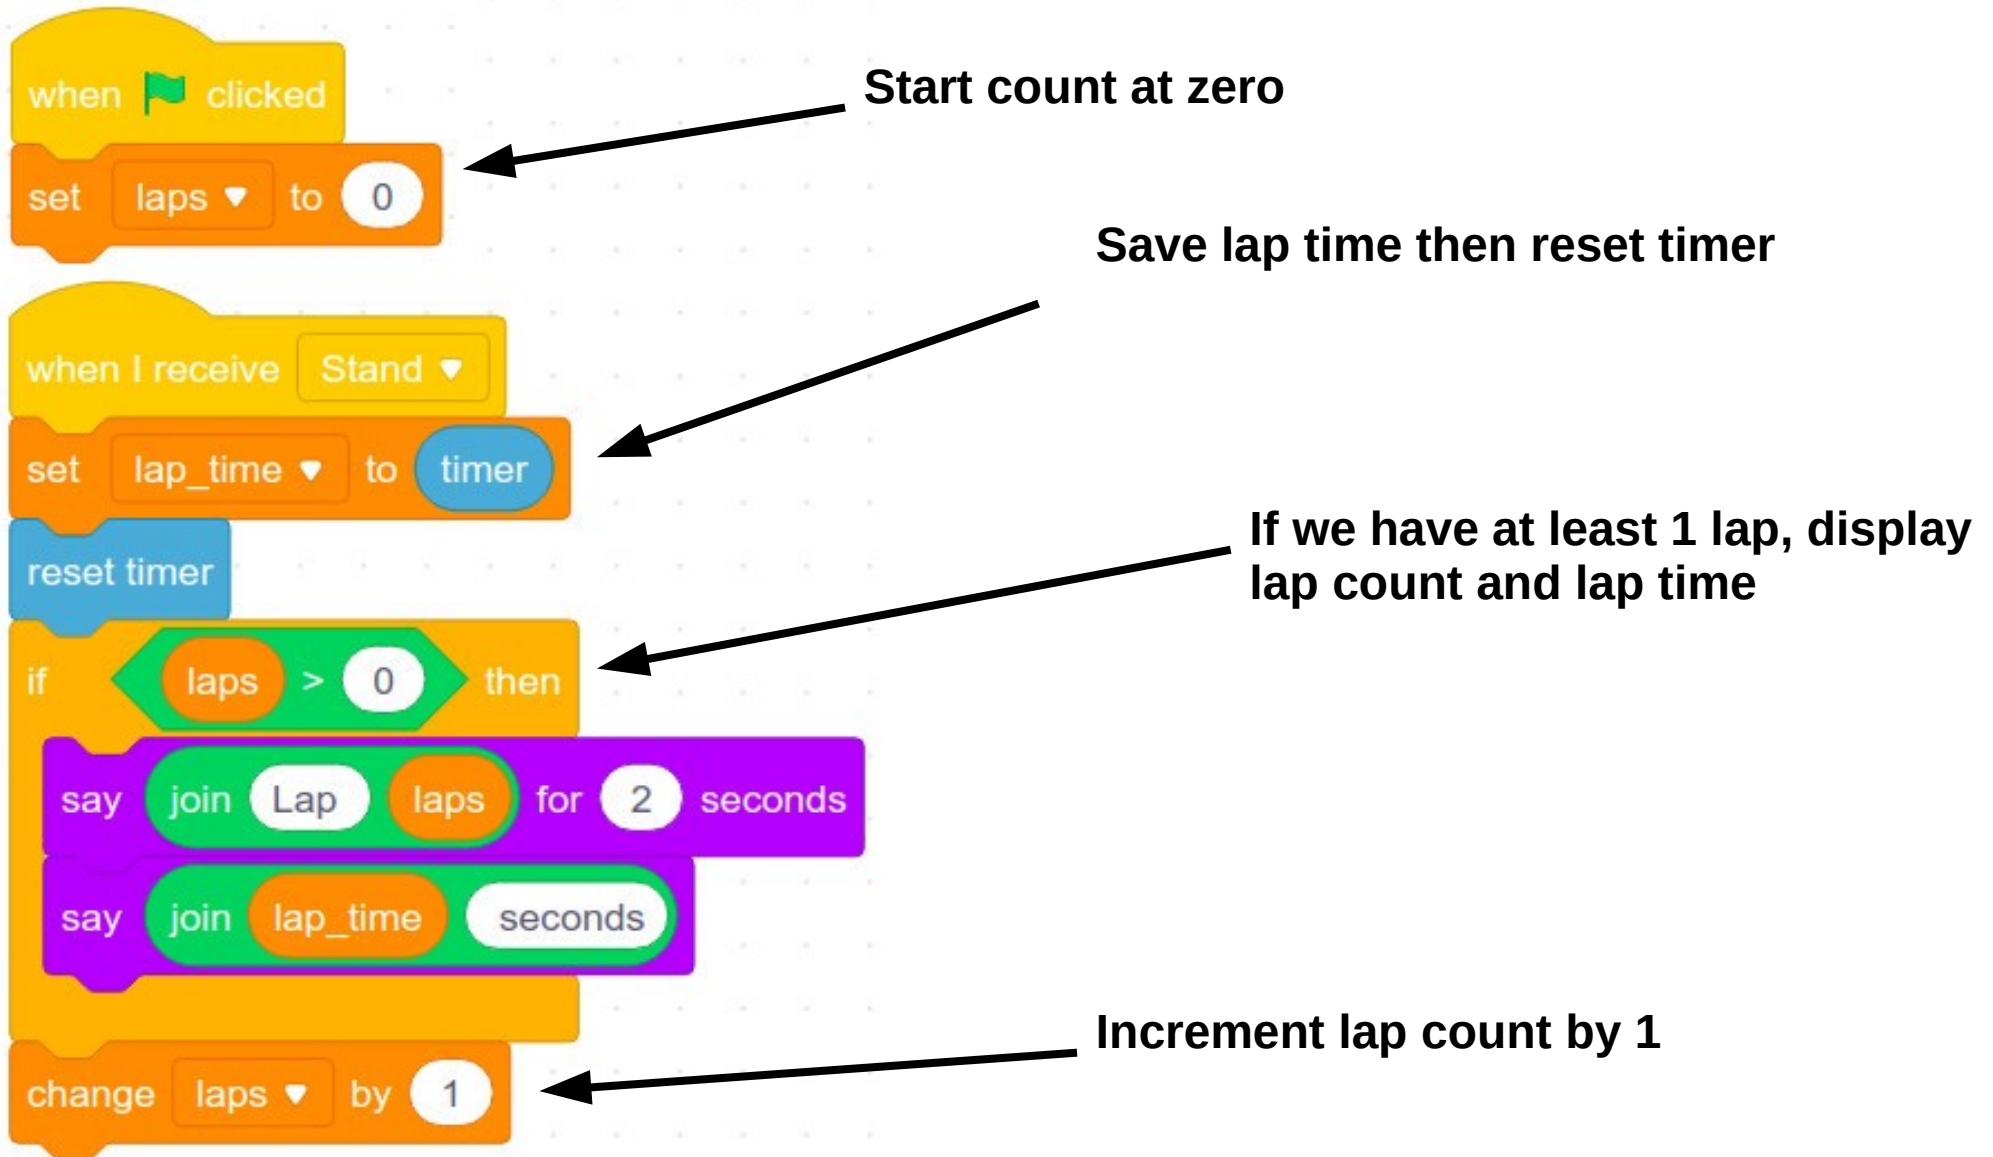 when clicked
Start count at zero
set laps to 0
Save lap time then reset timer
when I receive Stand
set lap_time to timer
If we have at least 1 lap, display
lap count and lap time
reset timer
if laps > 0 then
say join Lap laps for 2 seconds
say join lap_time seconds
Increment lap count by 1
change laps by 1